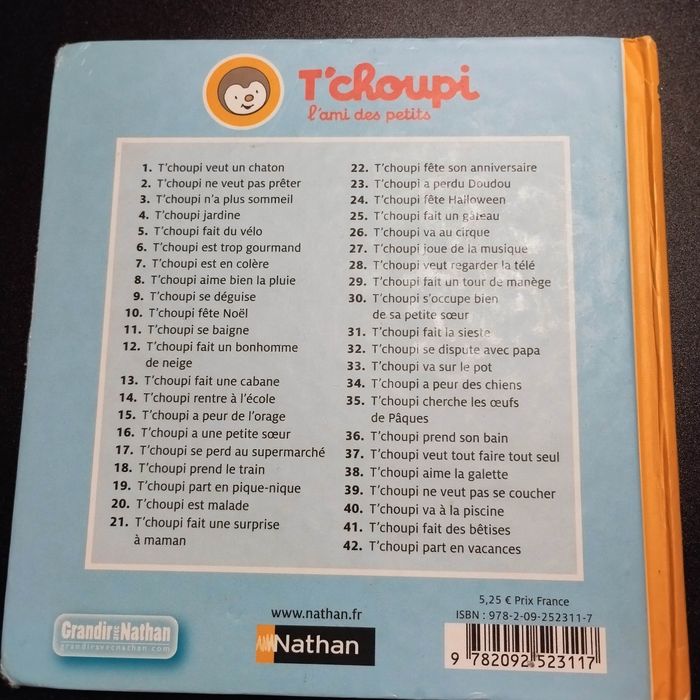 T'choupi
l'ami des petits
1. T'choupi veut un chaton
2. T'choupi ne veut pas prêter
3. T'choupi n'a plus sommeil
4. T'choupi jardine
5. T'choupi fait du vélo
6. T'choupi est trop gourmand
7. T'choupi est en colère
8. T'choupi aime bien la pluie
9. T'choupi se déguise
10. T'choupi fête Noël
11. T'choupi se baigne
12. T'choupi fait un bonhomme
de neige
13. T'choupi fait une cabane
14. T'choupi rentre à l'école
15. T'choupi a peur de l'orage
16. T'choupi a une petite sœur
17. T'choupi se perd au supermarché
18. T'choupi prend le train
19. T'choupi part en pique-nique
20. T'choupi est malade
21. T'choupi fait une surprise
à maman
22. T'choupi fête son anniversaire
23. T'choupi a perdu Doudou
24. T'choupi fête Halloween
25. T'choupi fait un gâteau
26. T'choupi va au cirque
27. T'choupi joue de la musique
28. T'choupi veut regarder la télé
29. T'choupi fait un tour de manège
30. T'choupi s'occupe bien
de sa petite sœur
31. T'choupi fait la sieste
32. T'choupi se dispute avec papa
33. T'choupi va sur le pot
34. T'choupi a peur des chiens
35. T'choupi cherche les œufs
de Pâques
36. T'choupi prend son bain
37. T'choupi veut tout faire tout seul
38. T'choupi aime la galette
39. T'choupi ne veut pas se coucher
40. T'choupi va à la piscine
41. T'choupi fait des bêtises
42. T'choupi part en vacances
Grandir avec Nathan
grandiravecnathan.com
www.nathan.fr
Nathan
5,25 € Prix France
ISBN : 978-2-09-252311-7
9 782092 523117